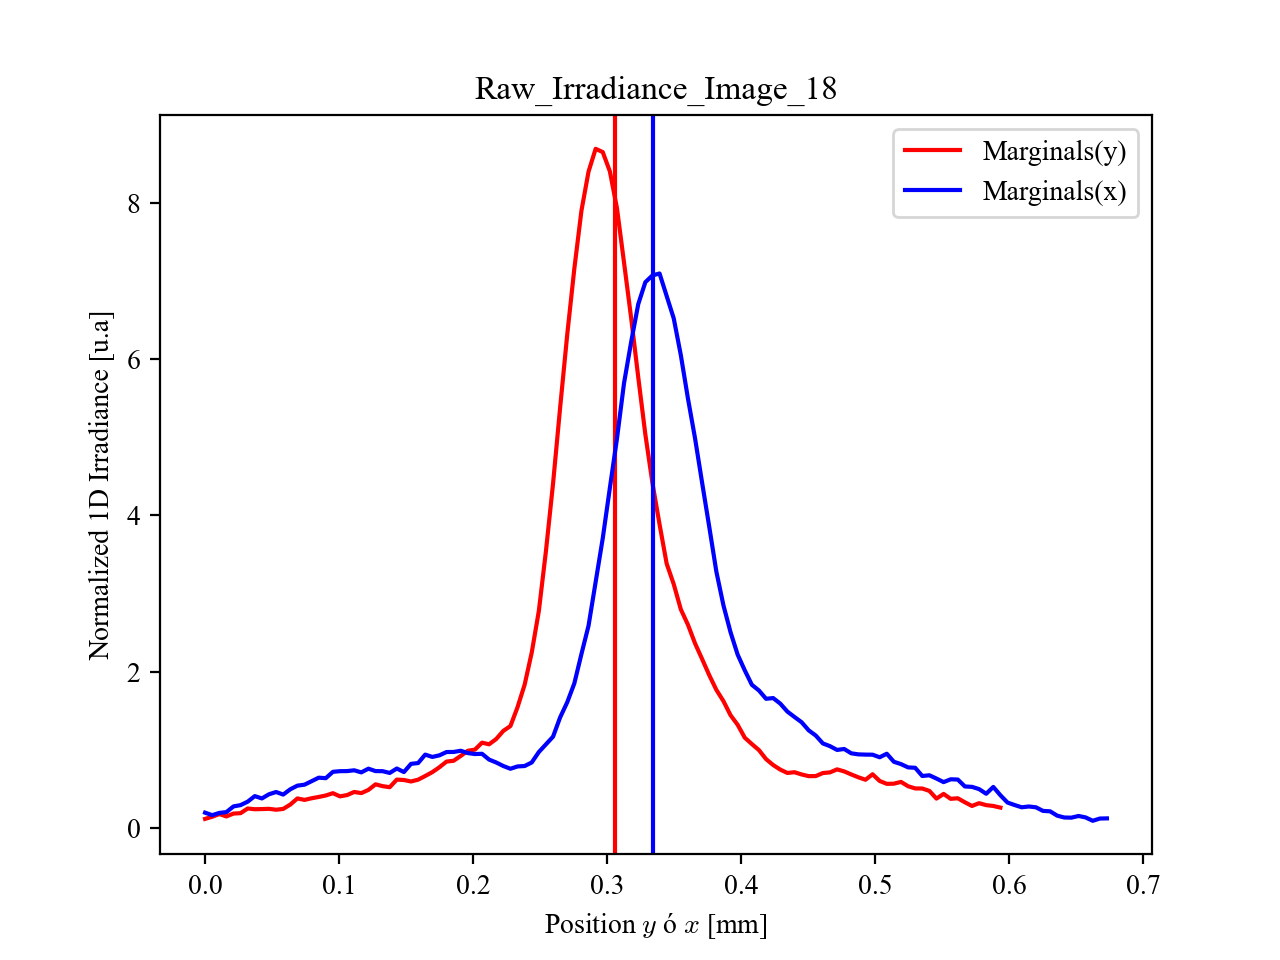 Raw_Irradiance_Image_18
Marginals(y)
Marginals(x)
Normalized 1D Irradiance [u.a]
8
6
4
2
0
0.0 0.1 0.2 0.3 0.4 0.5 0.6 0.7
Position y ó x [mm]